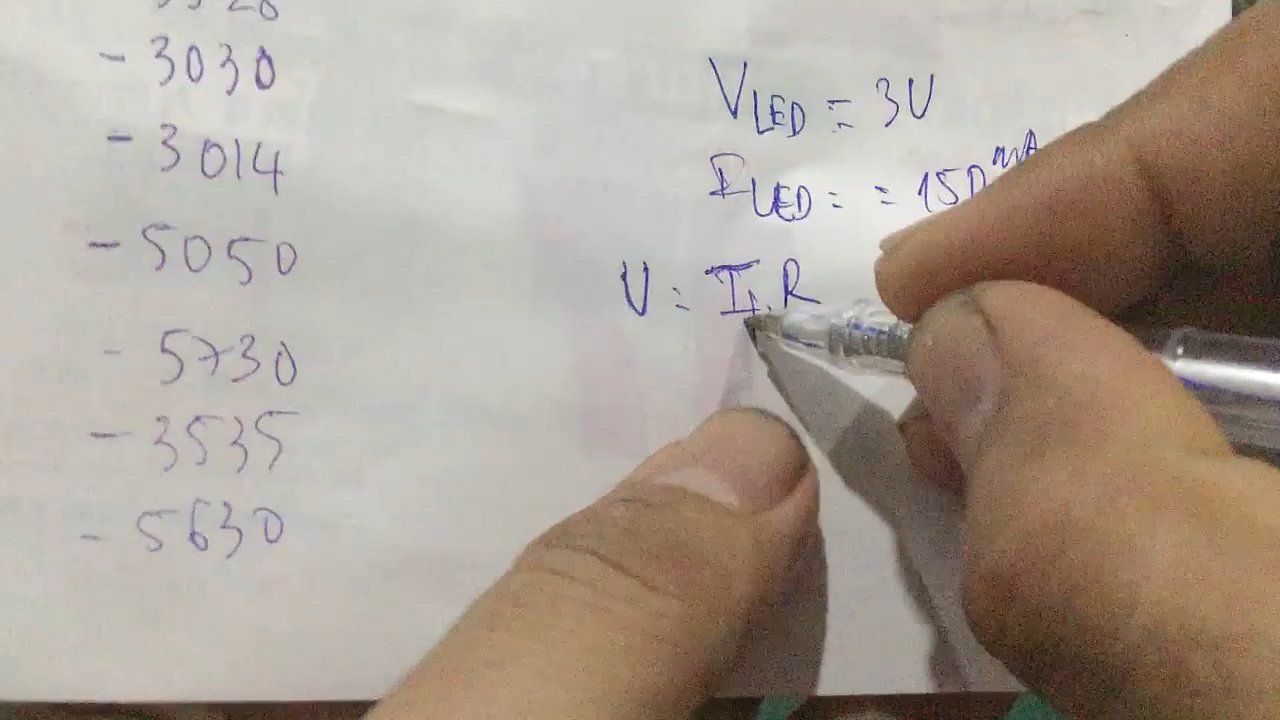 - 3030
- 3014
- 5050
- 5730
- 3535
- 5630
VLED = 3V
ILED = = 150mA
V = I.R